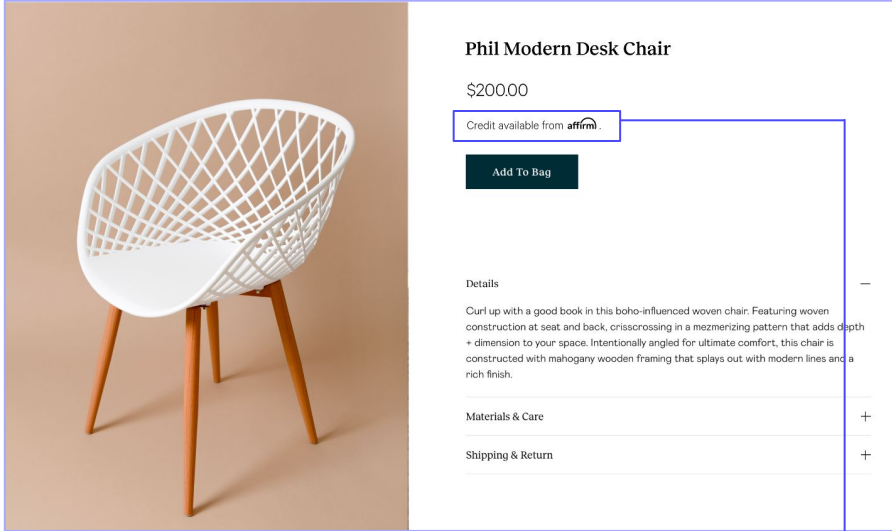 Phil Modern Desk Chair
$200.00
Credit available from affirm .
Add To Bag
Details
Curl up with a good book in this boho-influenced woven chair. Featuring woven
construction at seat and back, crisscrossing in a mezmerizing pattern that adds depth
+ dimension to your space. Intentionally angled for ultimate comfort, this chair is
constructed with mahogany wooden framing that splays out with modern lines and a
rich finish.
Materials & Care
Shipping & Return